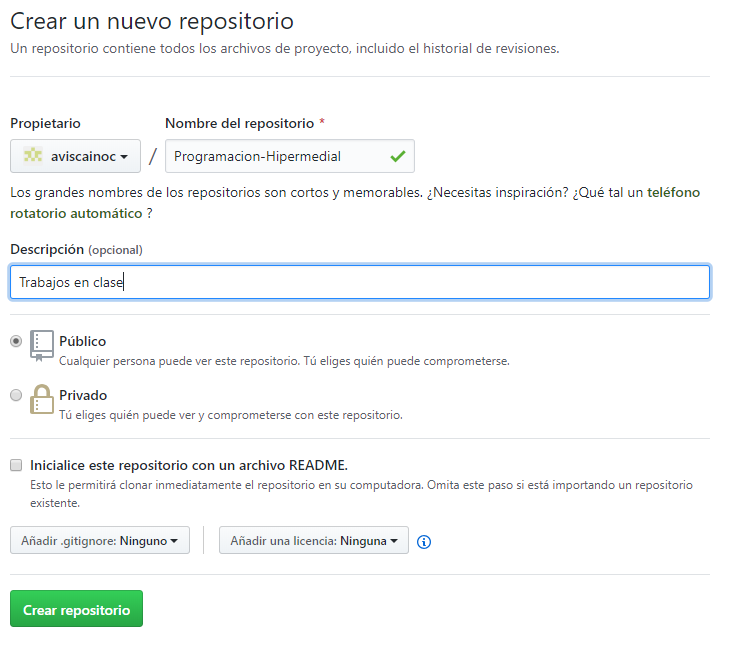 Crear un nuevo repositorio
Un repositorio contiene todos los archivos de proyecto, incluido el historial de revisiones.
Propietario Nombre del repositorio *
aviscainoc / Programacion-Hipermedial
Los grandes nombres de los repositorios son cortos y memorables. ¿Necesitas inspiración? ¿Qué tal un teléfono
rotatorio automático ?
Descripción (opcional)
Trabajos en clase
Público
Cualquier persona puede ver este repositorio. Tú eliges quién puede comprometerse.
Privado
Tú eliges quién puede ver y comprometerse con este repositorio.
Inicialice este repositorio con un archivo README.
Esto le permitirá clonar inmediatamente el repositorio en su computadora. Omita este paso si está importando un repositorio
existente.
Añadir .gitignore: Ninguno Añadir una licencia: Ninguna
Crear repositorio